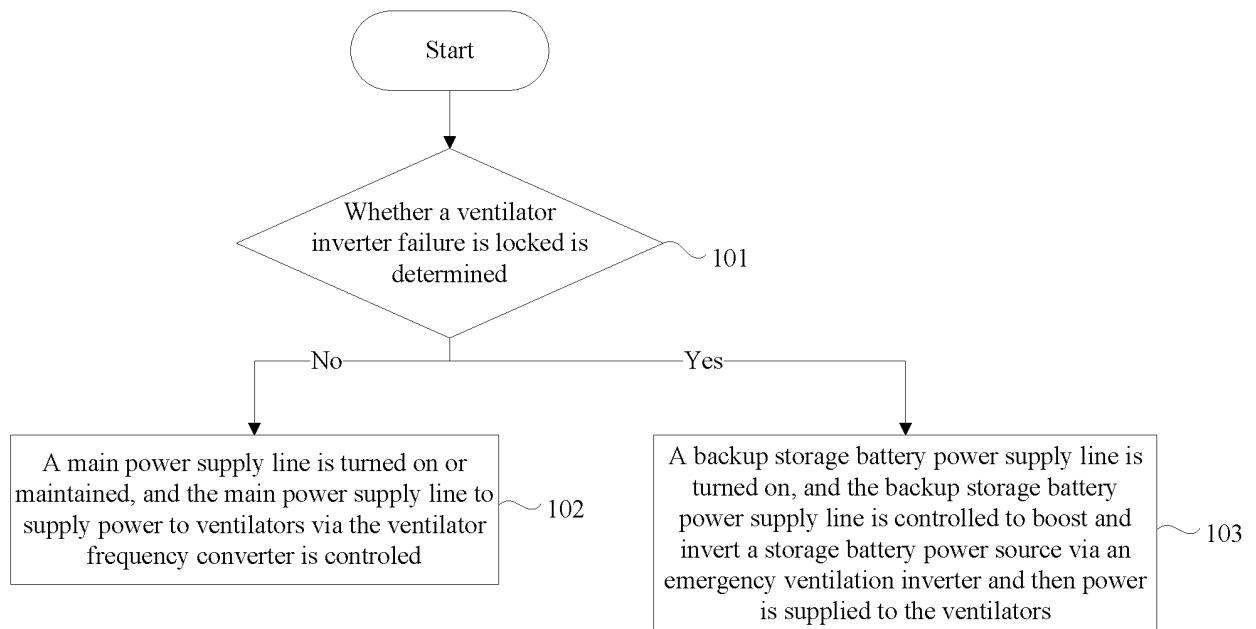 Start
Whether a ventilator
inverter failure is locked is
determined
101
No
Yes
A main power supply line is turned on or
maintained, and the main power supply line to
supply power to ventilators via the ventilator
frequency converter is controled
102
A backup storage battery power supply line is
turned on, and the backup storage battery
power supply line is controlled to boost and
invert a storage battery power source via an
emergency ventilation inverter and then power
is supplied to the ventilators
103